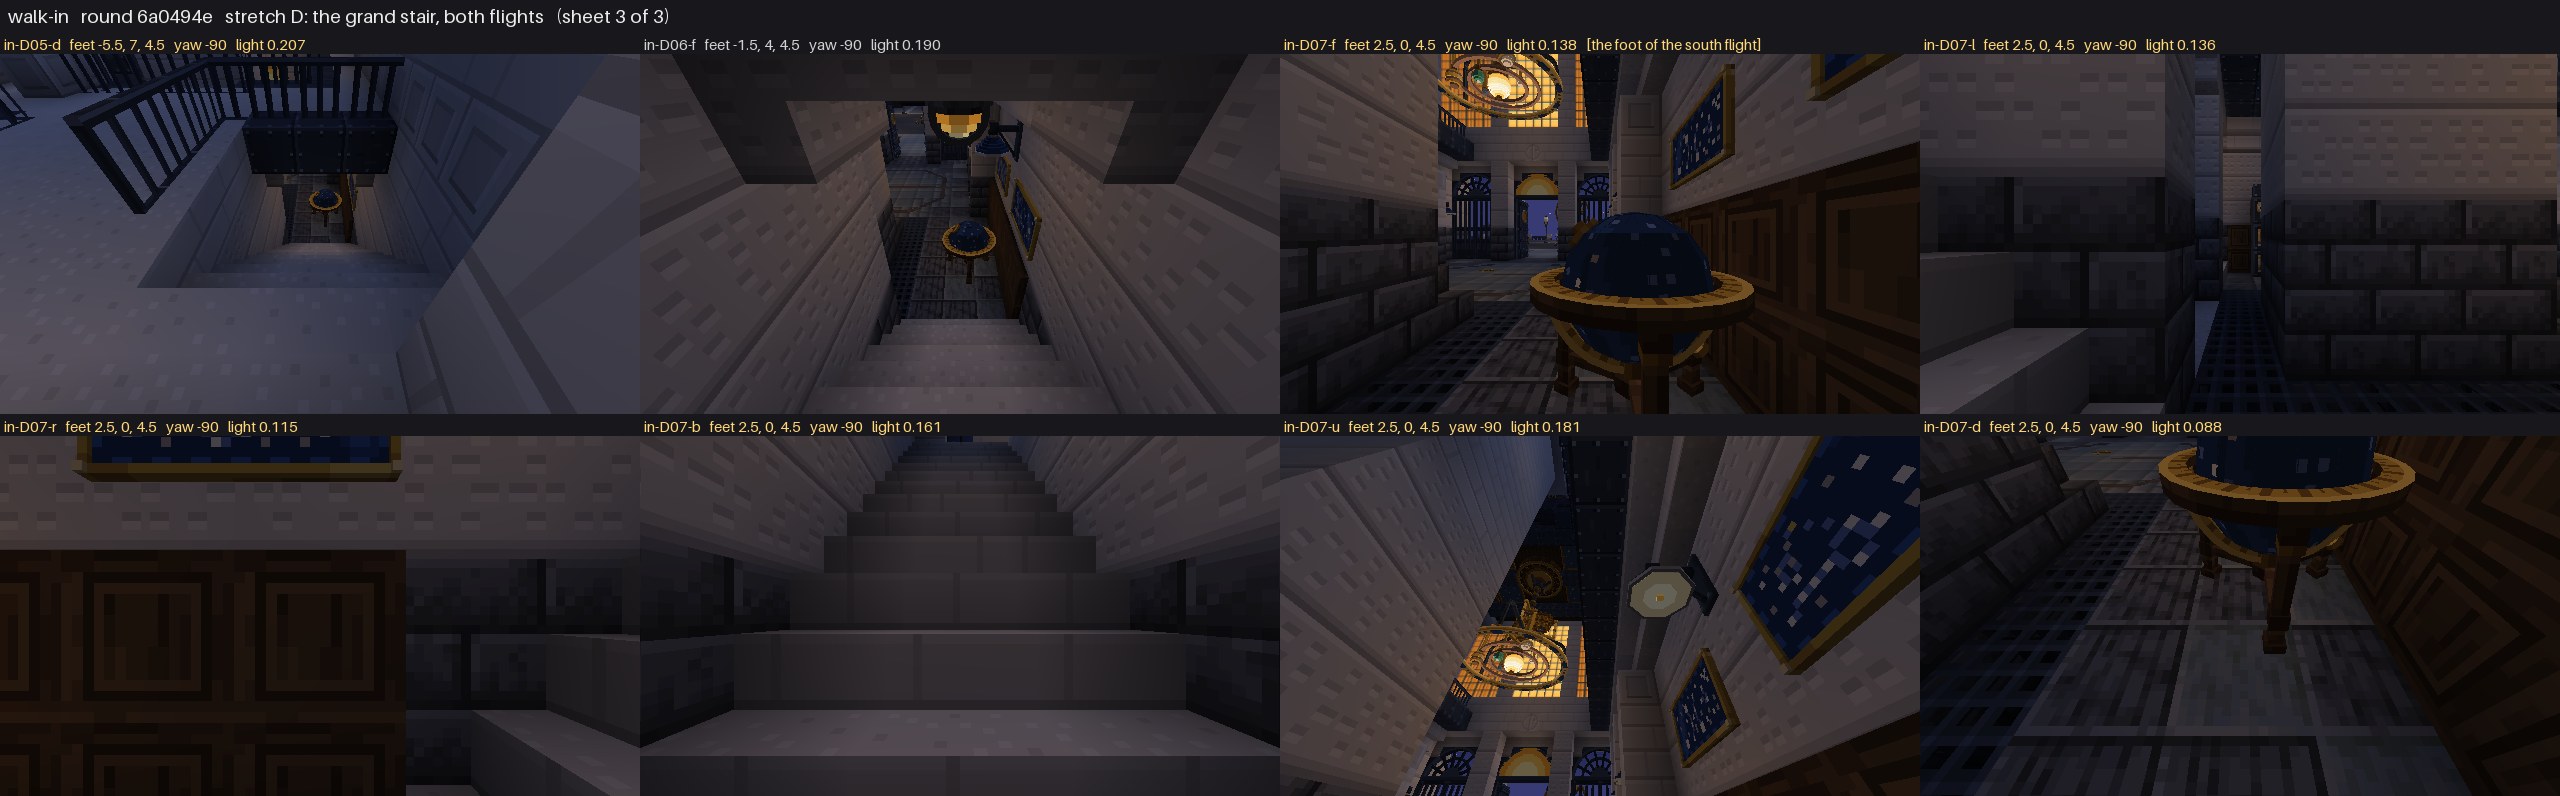 walk-in round 6a0494e stretch D: the grand stair, both flights (sheet 3 of 3)
in-D05-d feet -5.5, 7, 4.5 yaw -90 light 0.207
in-D06-f feet -1.5, 4, 4.5 yaw -90 light 0.190
in-D07-f feet 2.5, 0, 4.5 yaw -90 light 0.138 [the foot of the south flight]
in-D07-l feet 2.5, 0, 4.5 yaw -90 light 0.136
in-D07-r feet 2.5, 0, 4.5 yaw -90 light 0.115
in-D07-b feet 2.5, 0, 4.5 yaw -90 light 0.161
in-D07-u feet 2.5, 0, 4.5 yaw -90 light 0.181
in-D07-d feet 2.5, 0, 4.5 yaw -90 light 0.088